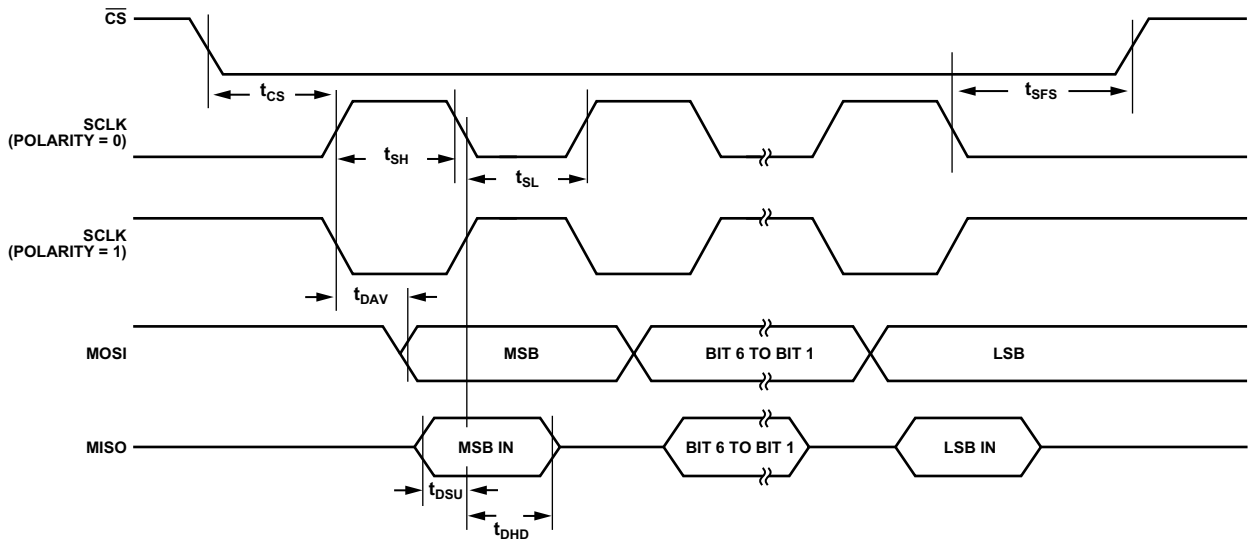 CS
tCS
tSFS
SCLK
(POLARITY = 0)
tSH
tSL
SCLK
(POLARITY = 1)
tDAV
MOSI
MSB
BIT 6 TO BIT 1
LSB
MISO
MSB IN
BIT 6 TO BIT 1
LSB IN
tDSU
tDHD